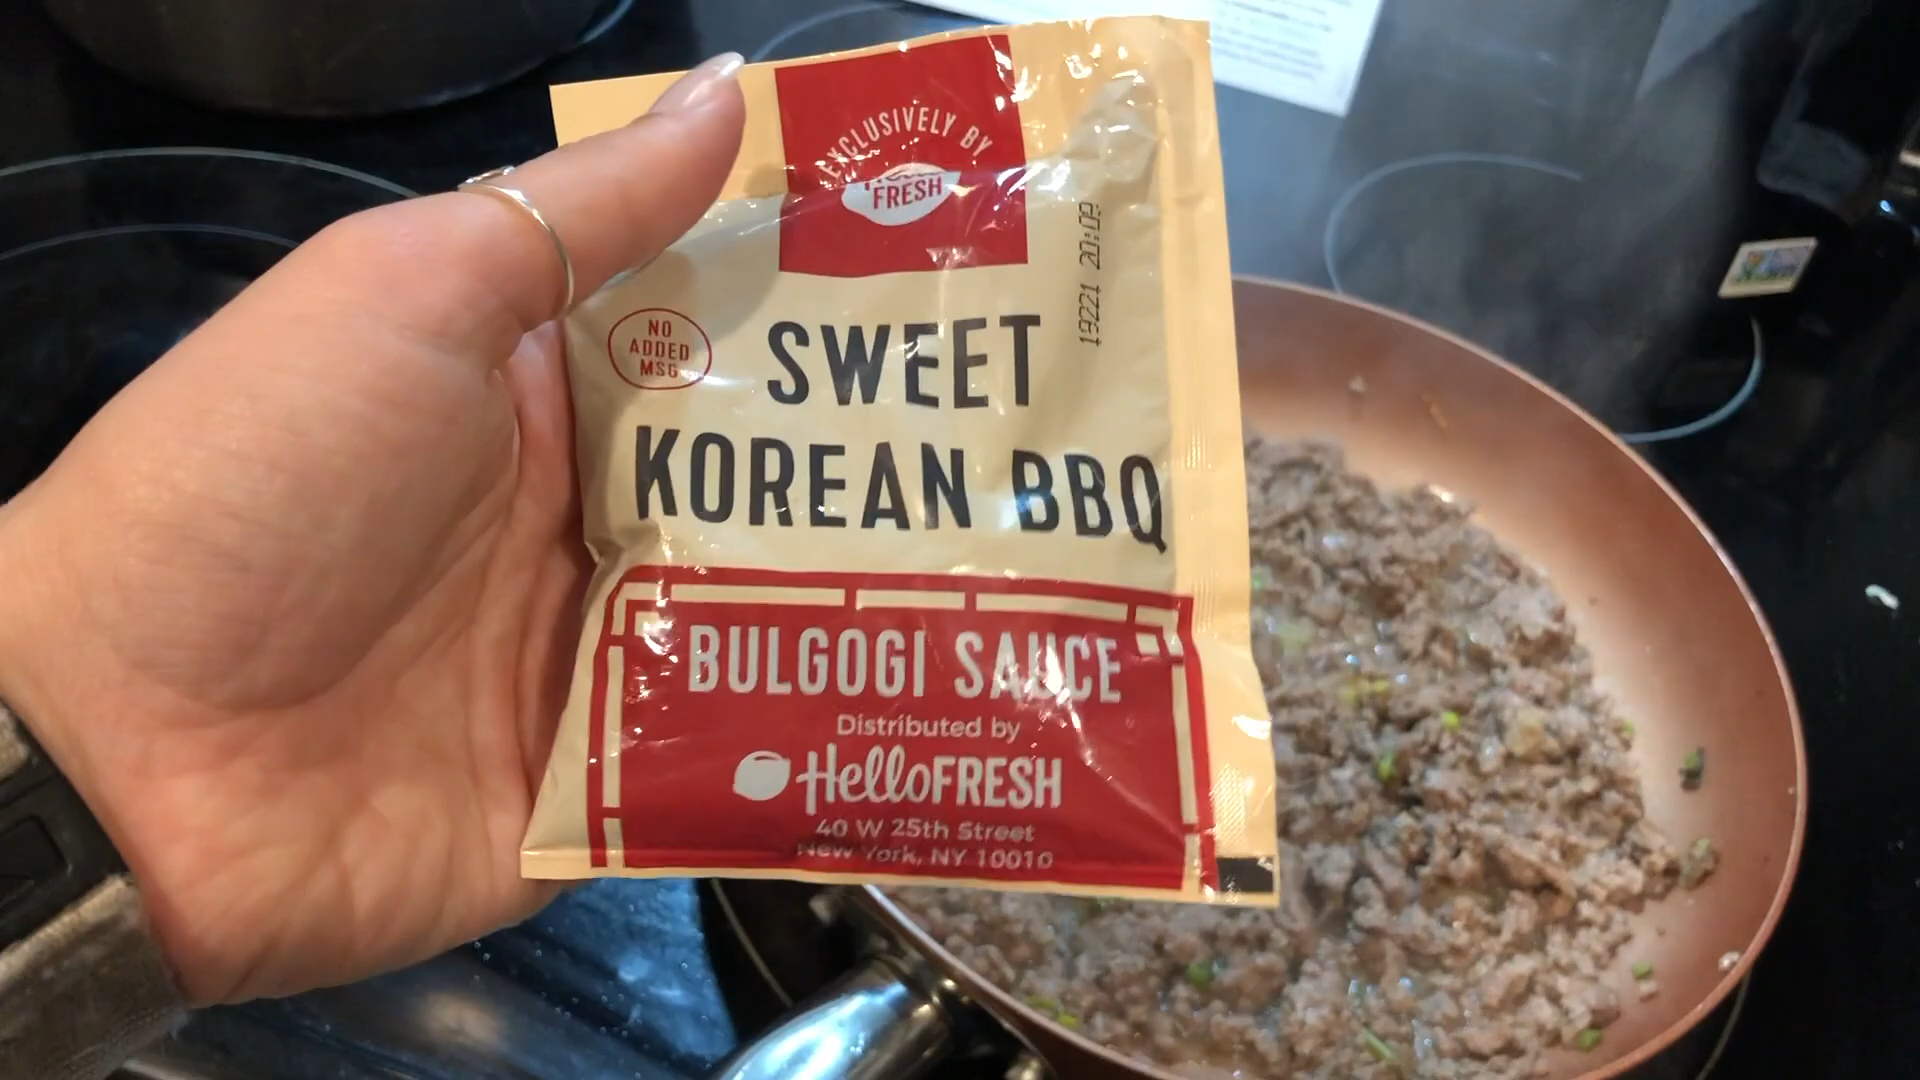 EXCLUSIVELY BY
FRESH
19221 20:09
NO
ADDED
MSG
SWEET
KOREAN BBQ
BULGOGI SAUCE
Distributed by
HelloFRESH
40 W 25th Street
New York, NY 10010